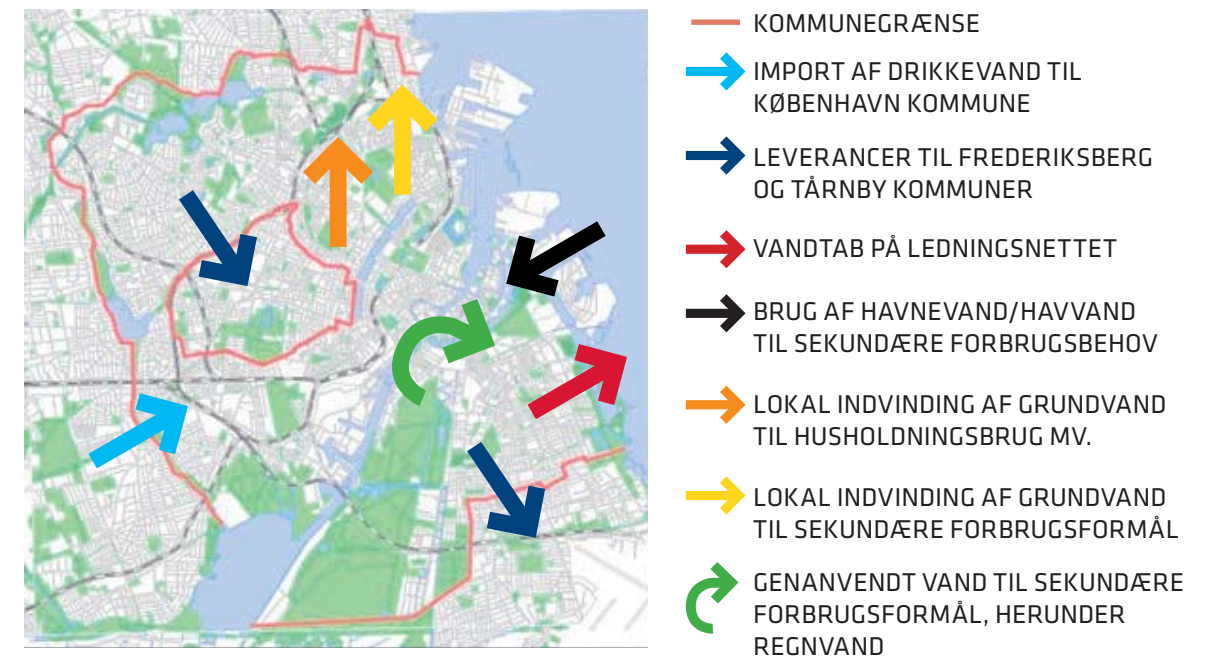 KOMMUNEGRÆNSE
IMPORT AF DRIKKEVAND TIL
KØBENHAVN KOMMUNE
LEVERANCER TIL FREDERIKSBERG
OG TÅRNBY KOMMUNER
VANDTAB PÅ LEDNINGSNETTET
BRUG AF HAVNEVAND/HAVVAND
TIL SEKUNDÆRE FORBRUGSBEHOV
LOKAL INDVINDING AF GRUNDVAND
TIL HUSHOLDNINGSBRUG MV.
LOKAL INDVINDING AF GRUNDVAND
TIL SEKUNDÆRE FORBRUGSFORMÅL
GENANVENDT VAND TIL SEKUNDÆRE
FORBRUGSFORMÅL, HERUNDER
REGNVAND